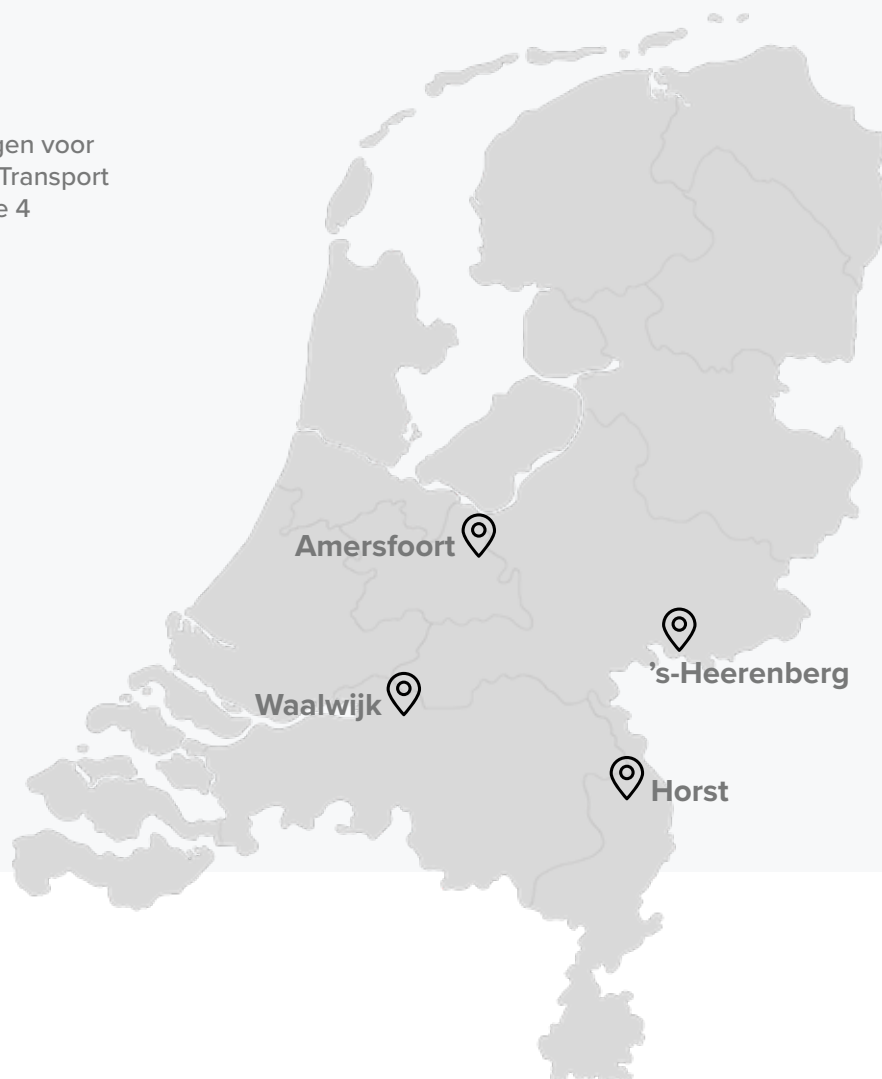 gen voor
Transport
e 4
Amersfoort
’s-Heerenberg
Waalwijk
Horst